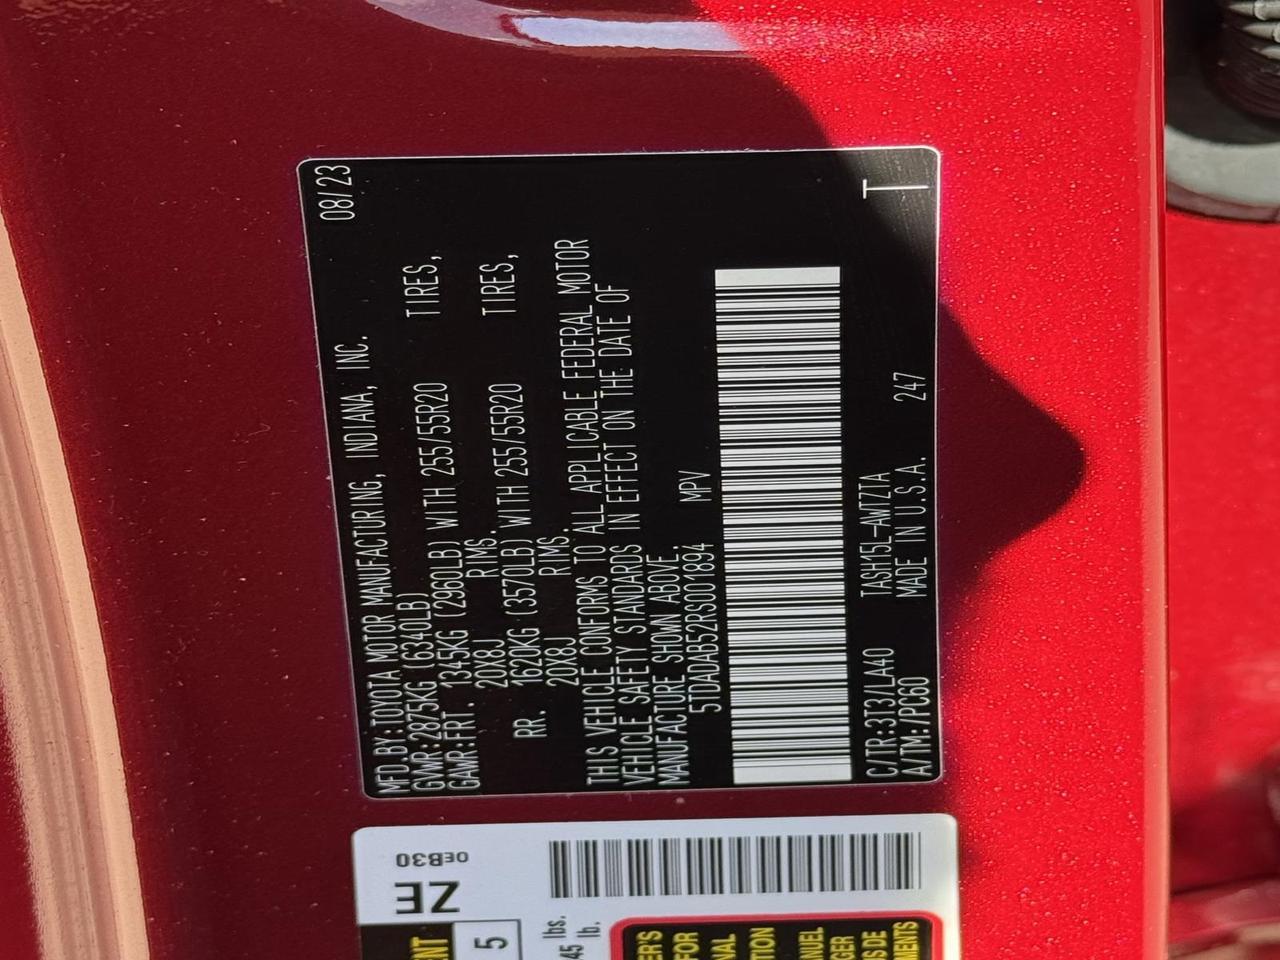 08/23
MFD.BY:TOYOTA MOTOR MANUFACTURING, INDIANA, INC.
GVWR:2875KG(6340LB)
GAWR:FRT. 1345KG (2960LB) WITH 255/55R20 TIRES,
20X8J RIMS.
RR. 1620KG (3570LB) WITH 255/55R20 TIRES,
20X8J RIMS.
THIS VEHICLE CONFORMS TO ALL APPLICABLE FEDERAL MOTOR
VEHICLE SAFETY STANDARDS IN EFFECT ON THE DATE OF
MANUFACTURE SHOWN ABOVE.
5TDADAB52RS001894 MPV
C/TR:3T3/LA40 TASH15L-AWTZTA T
A/TM:/PC60 MADE IN U.S.A. 247
0EB30
ZE
5
45 lbs.
lb.